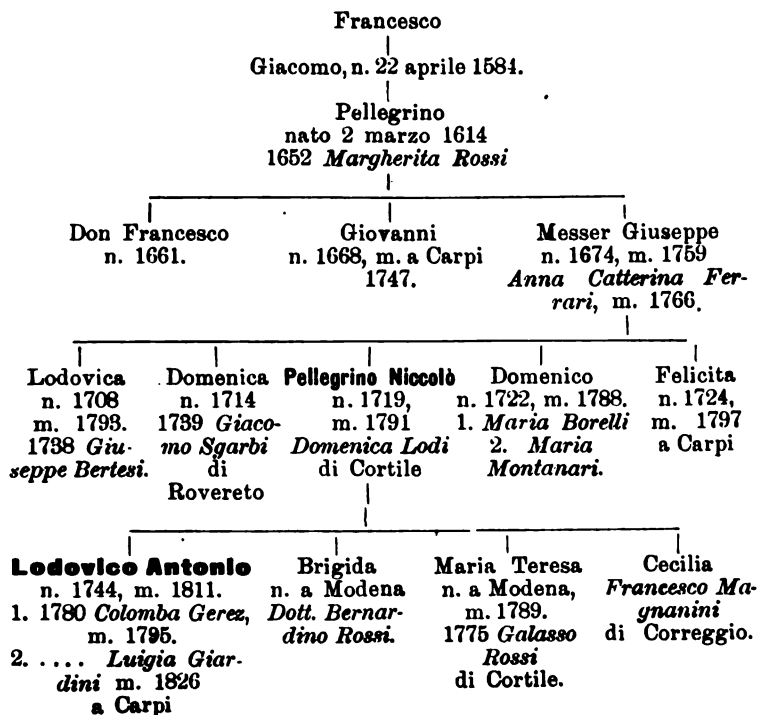 Francesco
Giacomo, n. 22 aprile 1584.
Pellegrino
nato 2 marzo 1614
1652 Margherita Rossi
Don Francesco
n. 1661.
Giovanni
n. 1668, m. a Carpi
1747.
Messer Giuseppe
n. 1674, m. 1759
Anna Catterina Fer-
rari, m. 1766.
Lodovica
n. 1708
m. 1793.
1738 Giu-
seppe Bertesi.
Domenica
n. 1714
1739 Giaco-
mo Sgarbi
di
Rovereto
Pellegrino Niccolò
n. 1719,
m. 1791
Domenica Lodi
di Cortile
Domenico
n. 1722, m. 1788.
1. Maria Borelli
2. Maria
Montanari.
Felicita
n. 1724,
m. 1797
a Carpi
Lodovico Antonio
n. 1744, m. 1811.
1. 1780 Colomba Gerez,
m. 1795.
2. .... Luigia Giar-
dini m. 1826
a Carpi
Brigida
n. a Modena
Dott. Bernar-
dino Rossi.
Maria Teresa
n. a Modena,
m. 1789.
1775 Galasso
Rossi
di Cortile.
Cecilia
Francesco Ma-
gnanini
di Correggio.